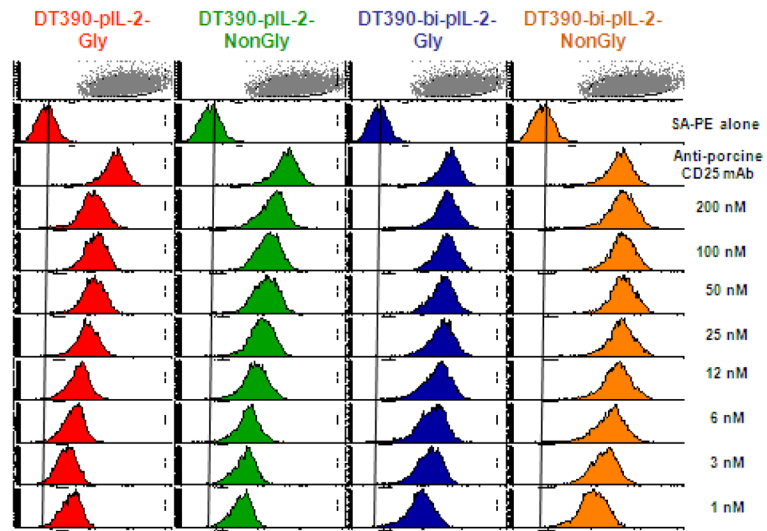 DT390-pIL-2-
Gly
DT390-pIL-2-
NonGly
DT390-bi-pIL-2-
Gly
DT390-bi-pIL-2-
NonGly
SA-PE alone
Anti-porcine
CD25 mAb
200 nM
100 nM
50 nM
25 nM
12 nM
6 nM
3 nM
1 nM